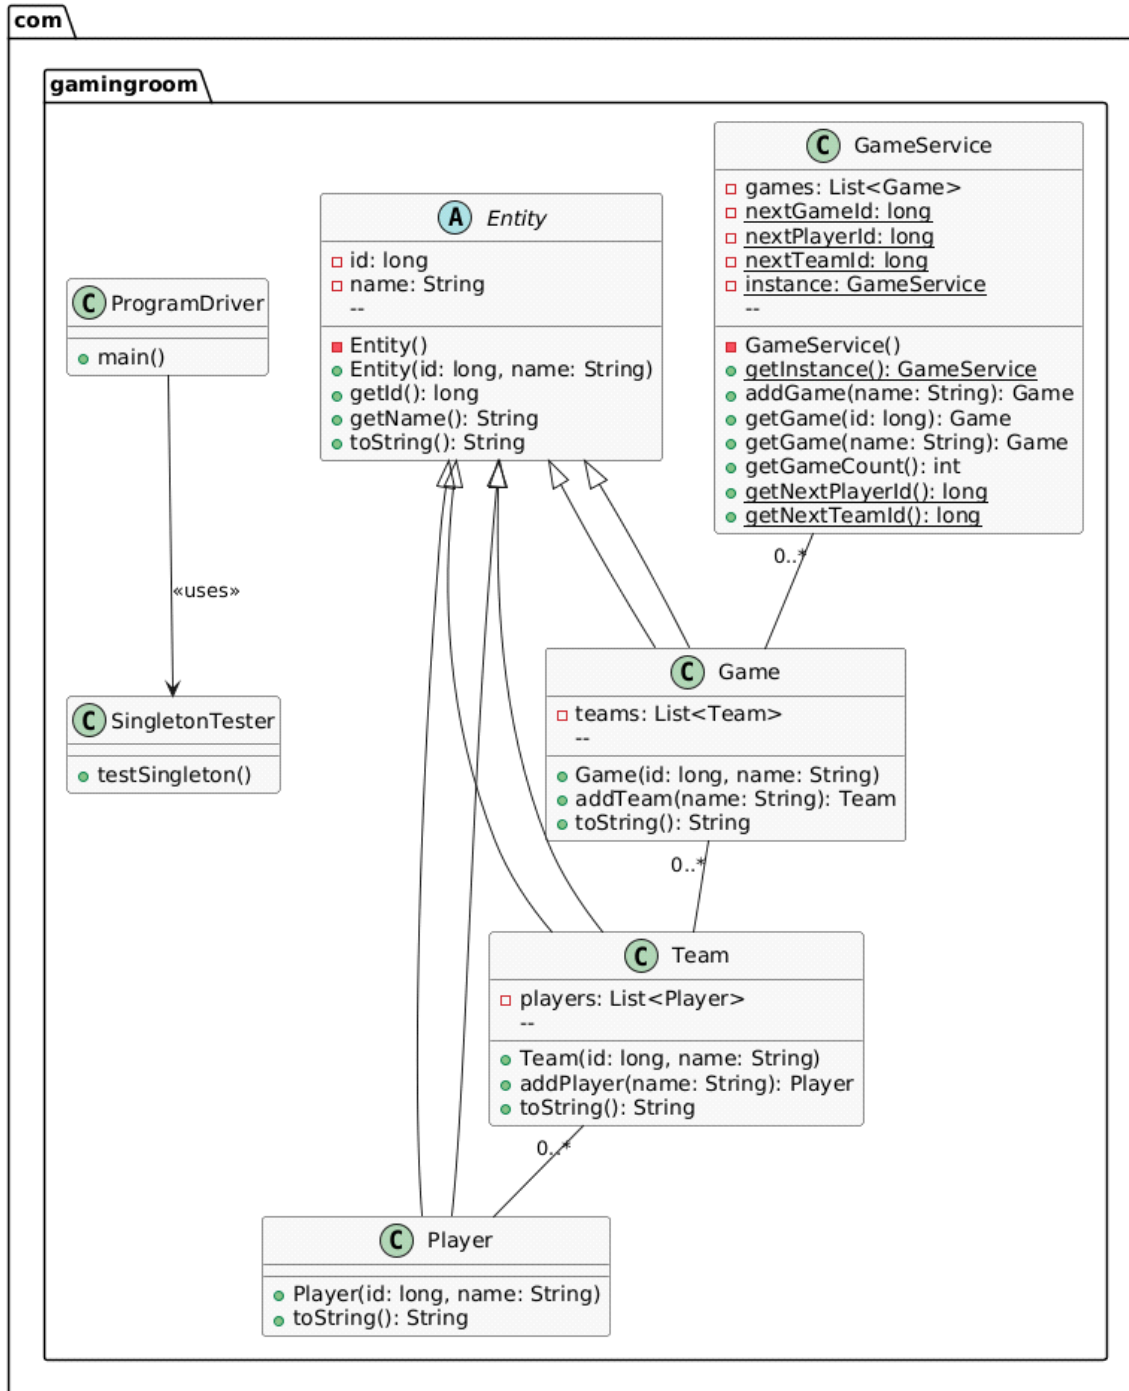 com
gamingroom
C GameService
games: List<Game>
nextGameId: long
nextPlayerId: long
nextTeamId: long
instance: GameService
--
GameService()
getInstance(): GameService
addGame(name: String): Game
getGame(id: long): Game
getGame(name: String): Game
getGameCount(): int
getNextPlayerId(): long
getNextTeamId(): long
A Entity
id: long
name: String
--
Entity()
Entity(id: long, name: String)
getId(): long
getName(): String
toString(): String
C ProgramDriver
main()
0..*
«uses»
C Game
teams: List<Team>
--
Game(id: long, name: String)
addTeam(name: String): Team
toString(): String
C SingletonTester
testSingleton()
0..*
C Team
players: List<Player>
--
Team(id: long, name: String)
addPlayer(name: String): Player
toString(): String
0..*
C Player
Player(id: long, name: String)
toString(): String